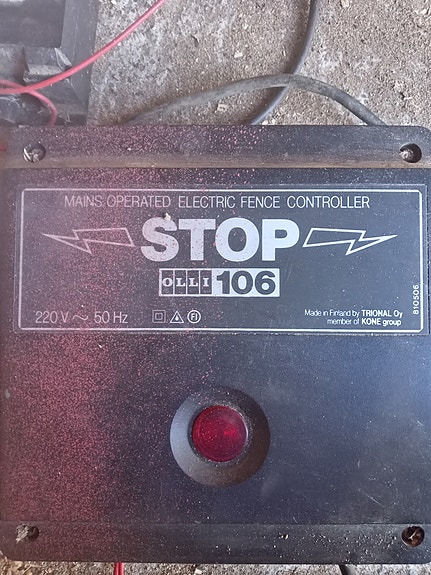 MAINS OPERATED ELECTRIC FENCE CONTROLLER
STOP
OLLI 106
220 V ~ 50 Hz FI
Made in Finland by TRIONAL Oy
member of KONE group
810506